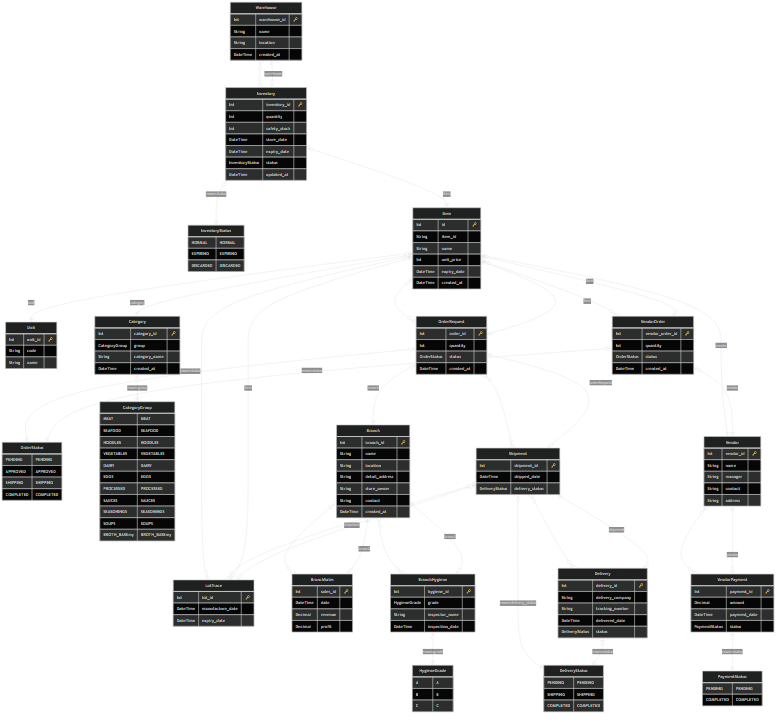 Warehouse
Int warehouse_id
String name
String location
DateTime created_at
Inventory
Int inventory_id
Int quantity
Int safety_stock
DateTime store_date
DateTime expiry_date
InventoryStatus status
DateTime updated_at
InventoryStatus
NORMAL NORMAL
EXPIRING EXPIRING
DISCARDED DISCARDED
Item
Int id
String item_id
String name
Int unit_price
DateTime expiry_date
DateTime created_at
Unit
Int unit_id
String code
String name
Category
Int category_id
CategoryGroup group
String category_name
DateTime created_at
OrderRequest
Int order_id
Int quantity
OrderStatus status
DateTime created_at
VendorOrder
Int vendor_order_id
Int quantity
OrderStatus status
DateTime created_at
CategoryGroup
MEAT MEAT
SEAFOOD SEAFOOD
NOODLES NOODLES
VEGETABLES VEGETABLES
DAIRY DAIRY
EGGS EGGS
PROCESSED PROCESSED
SAUCES SAUCES
SEASONINGS SEASONINGS
SOUPS SOUPS
OrderStatus
PENDING PENDING
APPROVED APPROVED
SHIPPING SHIPPING
COMPLETED COMPLETED
Branch
Int branch_id
String name
String location
String detail_address
String store_owner
String contact
DateTime created_at
Shipment
Int shipment_id
DateTime shipped_date
DeliveryStatus delivery_status
Vendor
Int vendor_id
String name
String manager
String contact
String address
LotTrace
Int lot_id
DateTime manufacture_date
DateTime expiry_date
BranchSales
Int sales_id
DateTime date
Decimal revenue
Decimal profit
BranchHygiene
Int hygiene_id
HygieneGrade grade
String inspector_name
DateTime inspection_date
Delivery
Int delivery_id
String delivery_company
String tracking_number
DateTime delivered_date
DeliveryStatus status
VendorPayment
Int payment_id
Decimal amount
DateTime payment_date
PaymentStatus status
HygieneGrade
A A
B B
C C
DeliveryStatus
PENDING PENDING
SHIPPING SHIPPING
COMPLETED COMPLETED
PaymentStatus
PENDING PENDING
COMPLETED COMPLETED